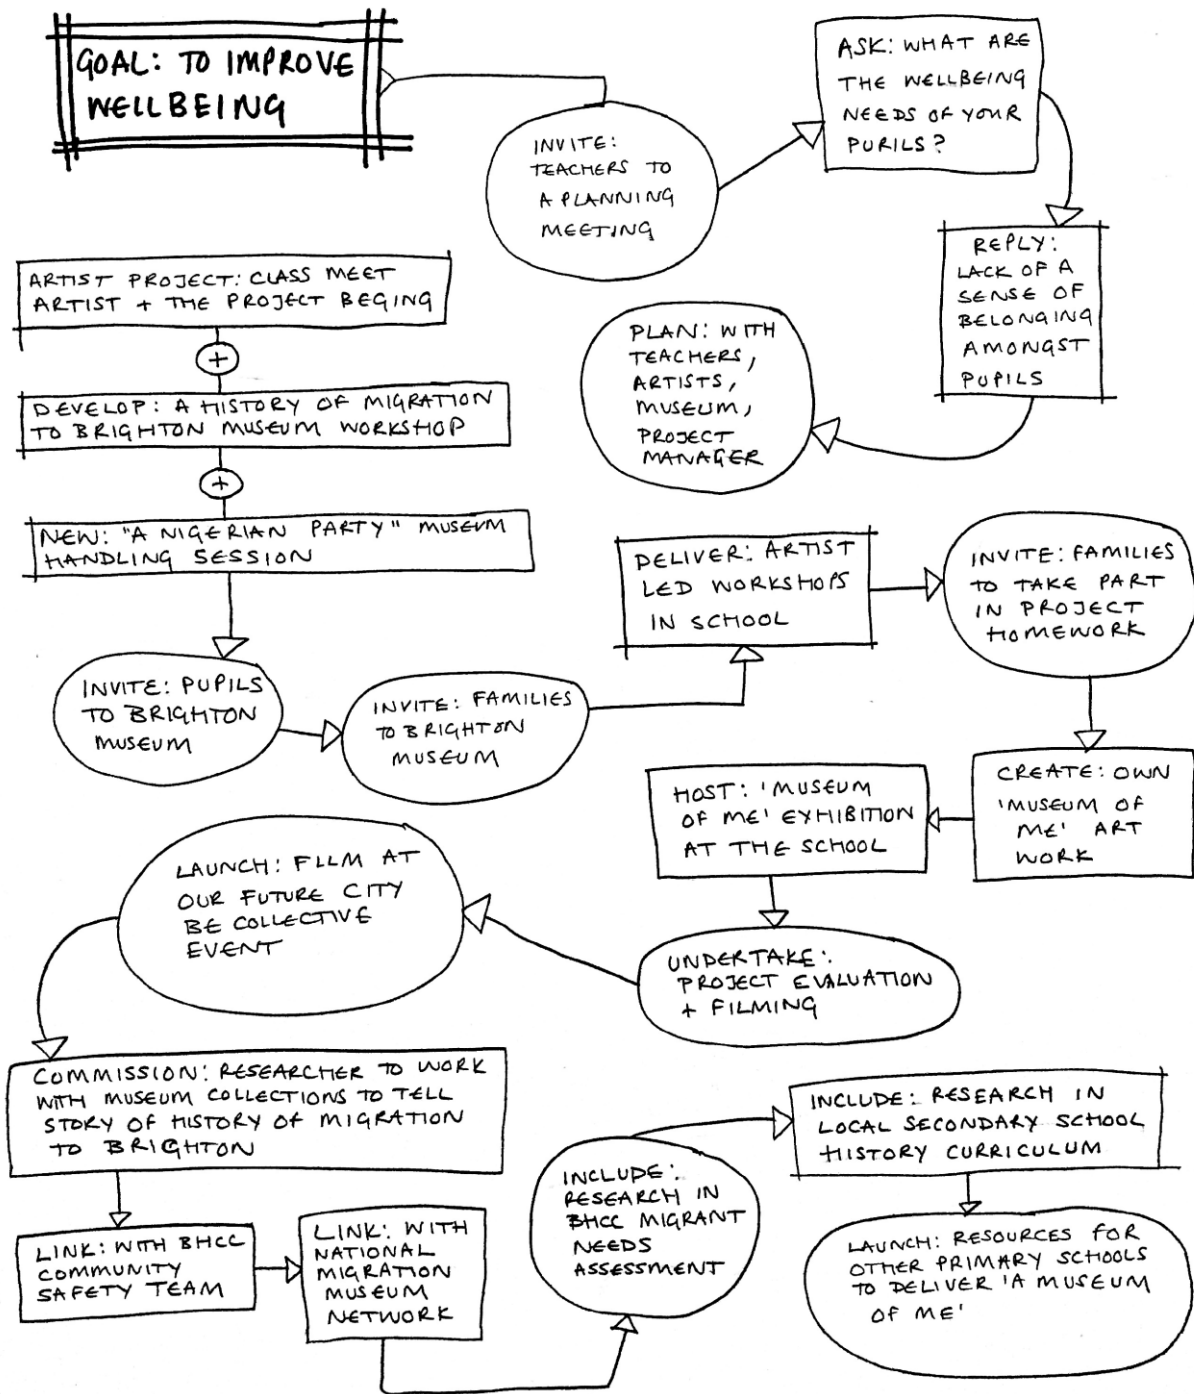 GOAL: TO IMPROVE
WELLBEING
INVITE:
TEACHERS TO
A PLANNING
MEETING
ASK: WHAT ARE
THE WELLBEING
NEEDS OF YOUR
PURILS?
REPLY:
LACK OF A
SENSE OF
BELONGING
AMONGST
PUPILS
PLAN: WITH
TEACHERS,
ARTISTS,
MUSEUM,
PROJECT
MANAGER
ARTIST PROJECT: CLASS MEET
ARTIST + THE PROJECT BEGING
+
DEVELOP: A HISTORY OF MIGRATION
TO BRIGHTON MUSEUM WORKSHOP
+
NEW: "A NIGERIAN PARTY" MUSEUM
HANDLING SESSION
INVITE: PUPILS
TO BRIGHTON
MUSEUM
INVITE: FAMILIES
TO BRIGHTON
MUSEUM
DELIVER: ARTIST
LED WORKSHOPS
IN SCHOOL
INVITE: FAMILIES
TO TAKE PART
IN PROJECT
HOMEWORK
CREATE: OWN
'MUSEUM OF
ME' ART
WORK
HOST: 'MUSEUM
OF ME' EXHIBITION
AT THE SCHOOL
UNDERTAKE:
PROJECT EVALUATION
+ FILMING
LAUNCH: FILM AT
OUR FUTURE CITY
BE COLLECTIVE
EVENT
COMMISSION: RESEARCHER TO WORK
WITH MUSEUM COLLECTIONS TO TELL
STORY OF HISTORY OF MIGRATION
TO BRIGHTON
LINK: WITH BHCC
COMMUNITY
SAFETY TEAM
LINK: WITH
NATIONAL
MIGRATION
MUSEUM
NETWORK
INCLUDE:
RESEARCH IN
BHCC MIGRANT
NEEDS
ASSESSMENT
INCLUDE: RESEARCH IN
LOCAL SECONDARY SCHOOL
HISTORY CURRICULUM
LAUNCH: RESOURCES FOR
OTHER PRIMARY SCHOOLS
TO DELIVER 'A MUSEUM
OF ME'